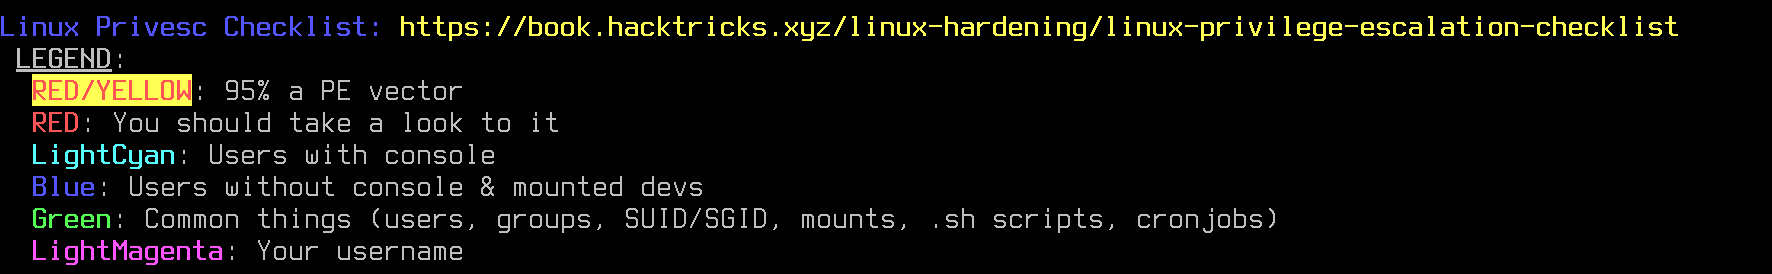 Linux Privesc Checklist: https://book.hacktricks.xyz/linux-hardening/linux-privilege-escalation-checklist
LEGEND:
RED/YELLOW: 95% a PE vector
RED: You should take a look to it
LightCyan: Users with console
Blue: Users without console & mounted devs
Green: Common things (users, groups, SUID/SGID, mounts, .sh scripts, cronjobs)
LightMagenta: Your username